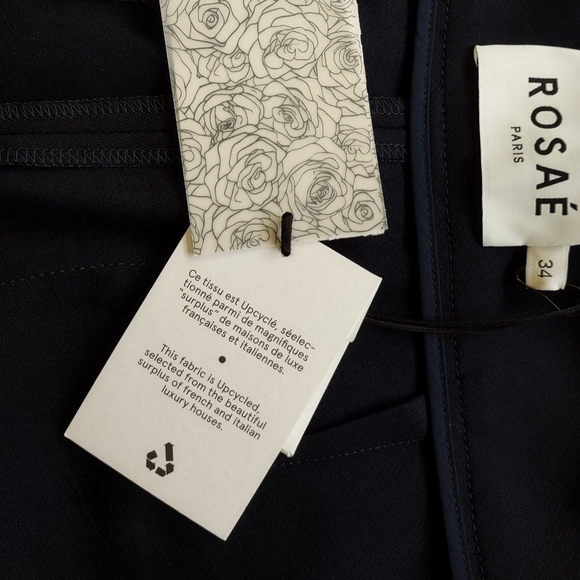 ROSAÉ
PARIS
34
Ce tissu est Upcyclé, séelec-
tionné parmi de magnifiques
"surplus" de maisons de luxe
françaises et italiennes.
This fabric is Upcycled,
selected from the beautiful
surplus of french and italian
luxury houses.